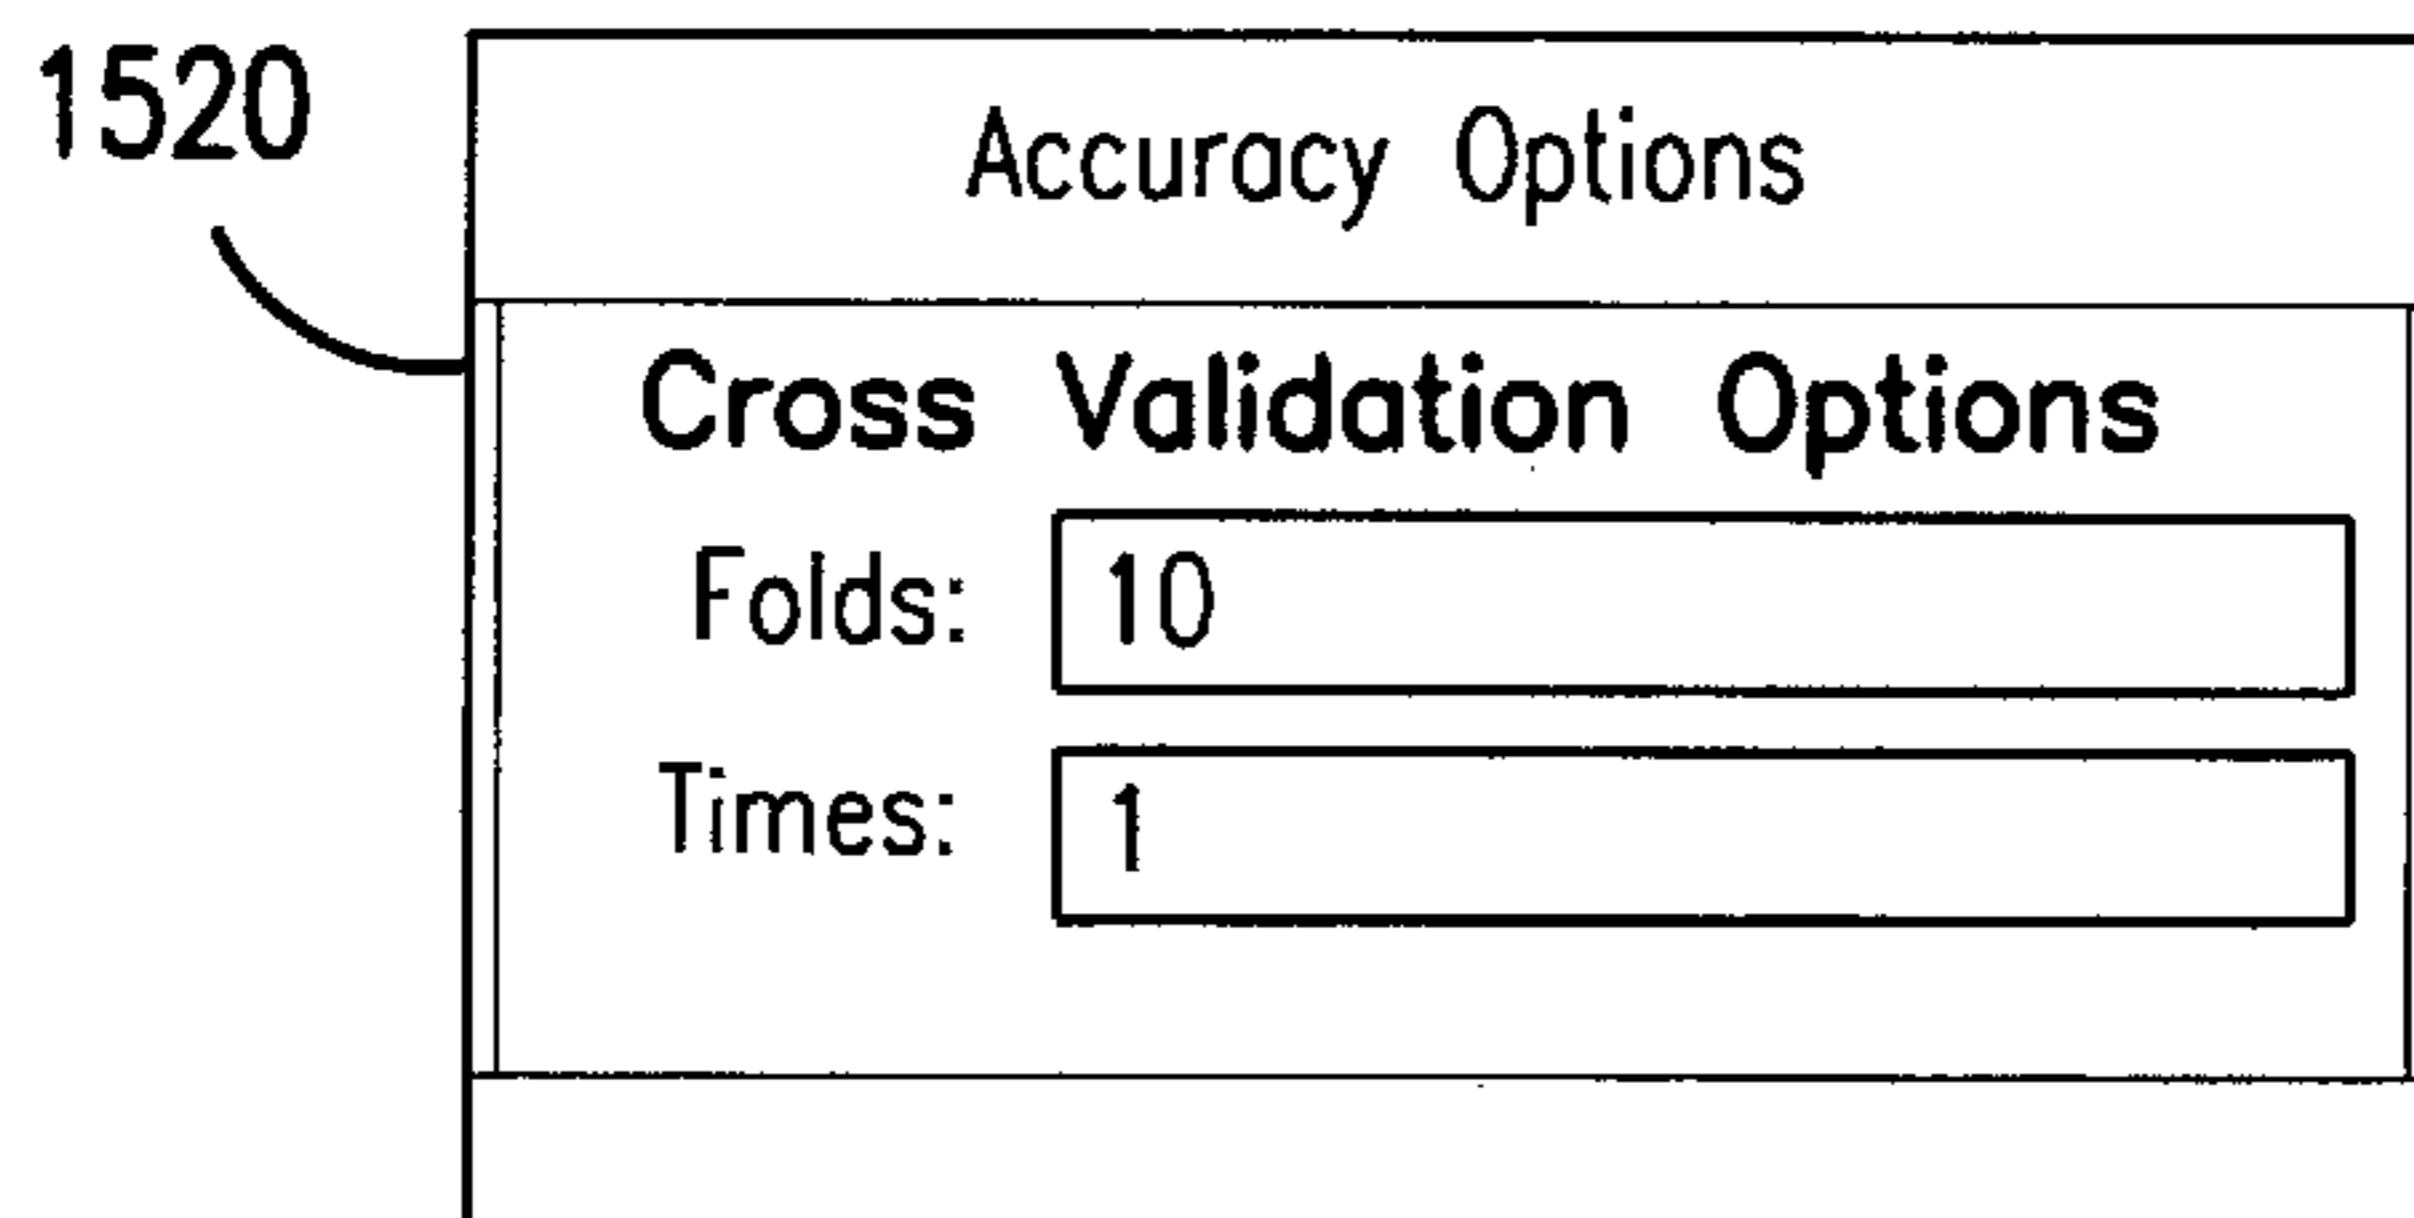 1520
Accuracy Options
Cross Validation Options
Folds: 10
Times: 1